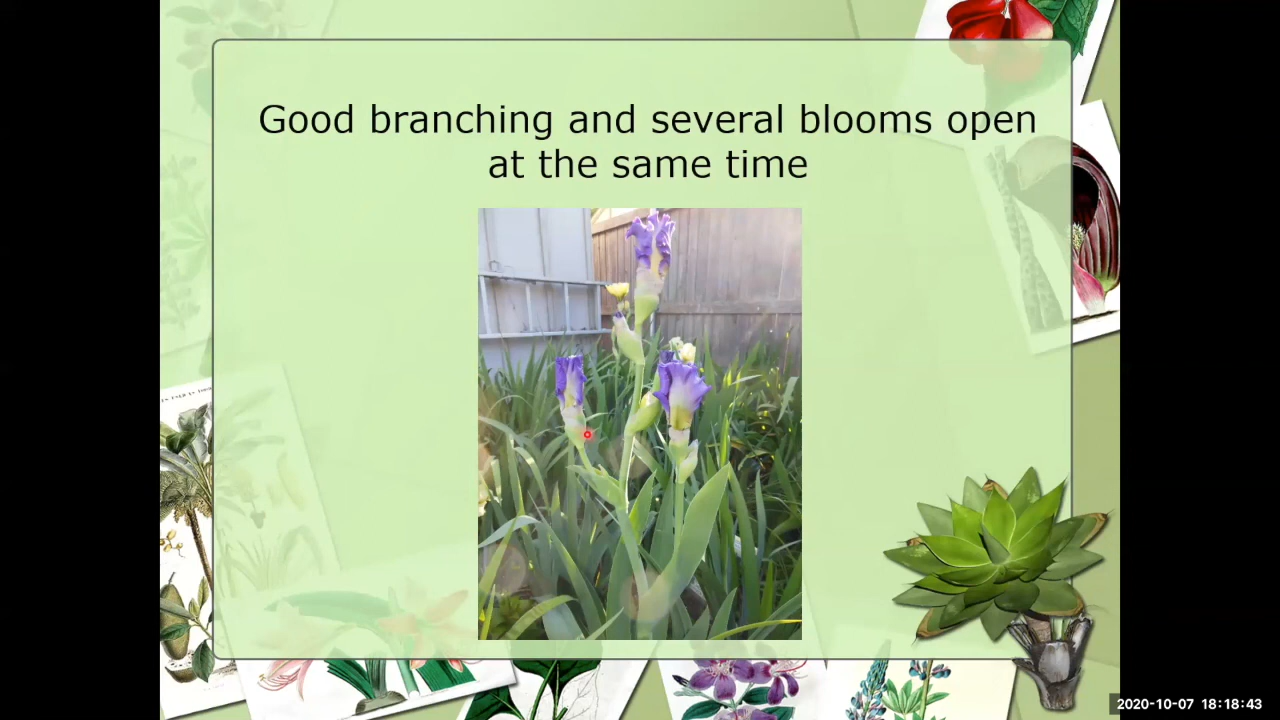 Good branching and several blooms open
at the same time
2020-10-07 18:18:43